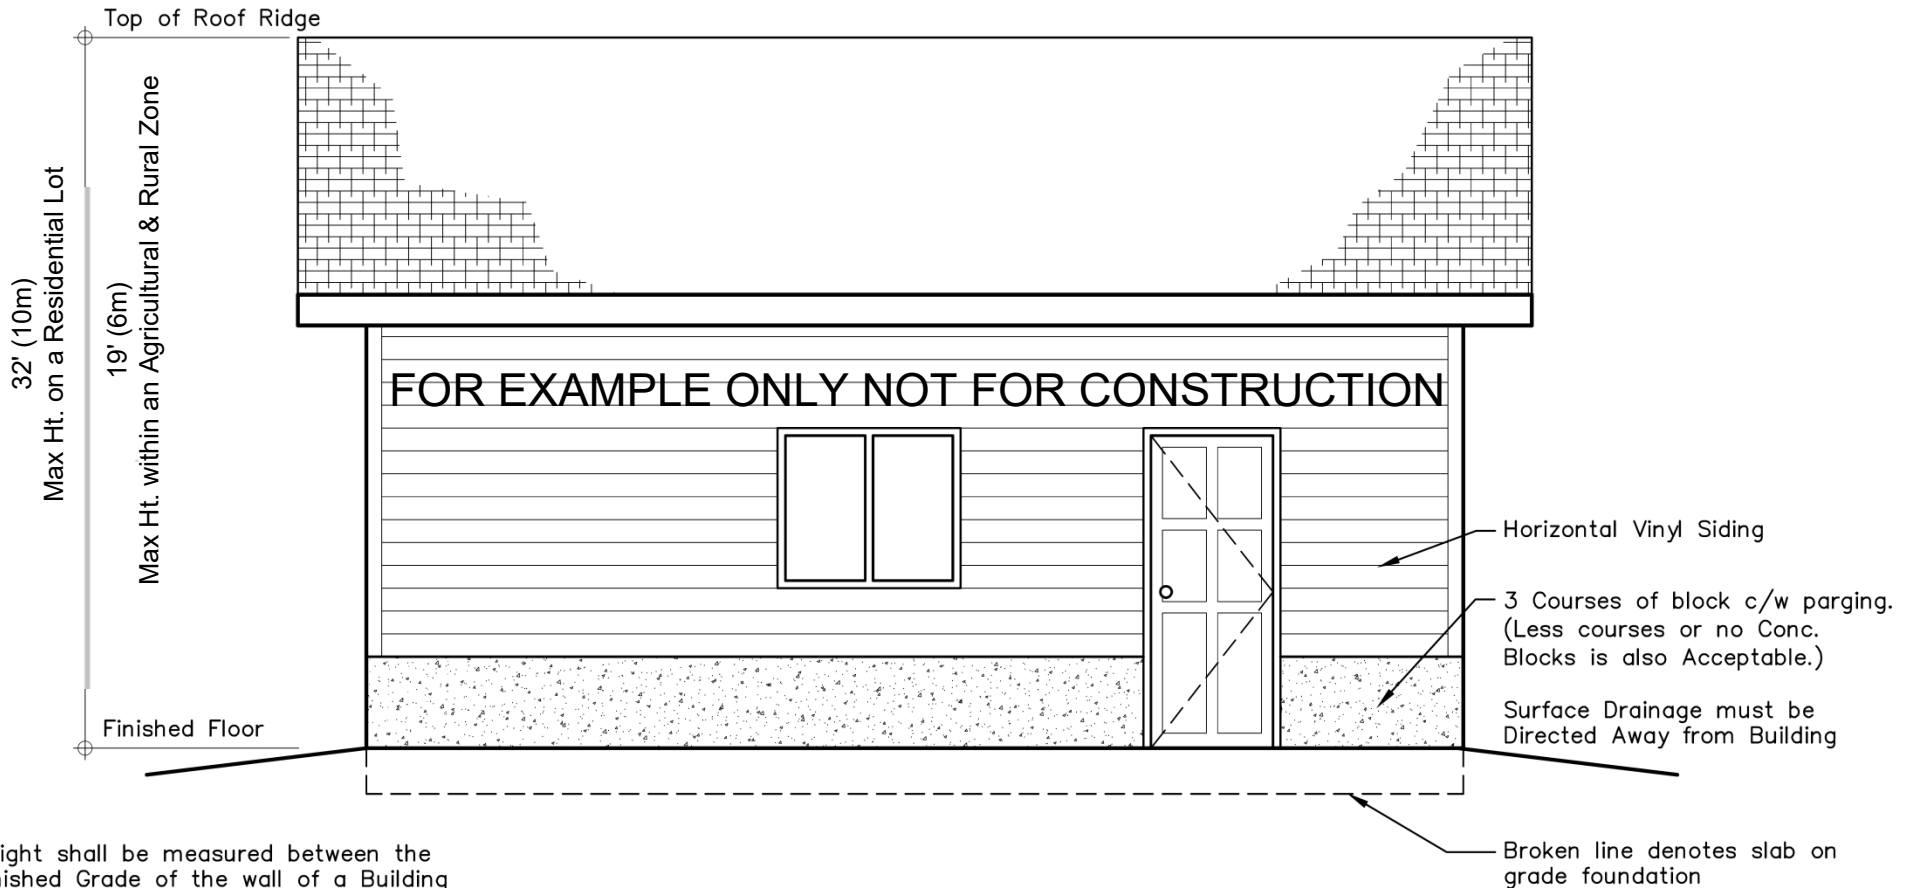 Top of Roof Ridge
32' (10m)
Max Ht. on a Residential Lot
19' (6m)
Max Ht. within an Agricultural & Rural Zone
FOR EXAMPLE ONLY NOT FOR CONSTRUCTION
Horizontal Vinyl Siding
3 Courses of block c/w parging.
(Less courses or no Conc.
Blocks is also Acceptable.)
Surface Drainage must be
Directed Away from Building
Finished Floor
Broken line denotes slab on
grade foundation
ight shall be measured between the
nished Grade of the wall of a Building